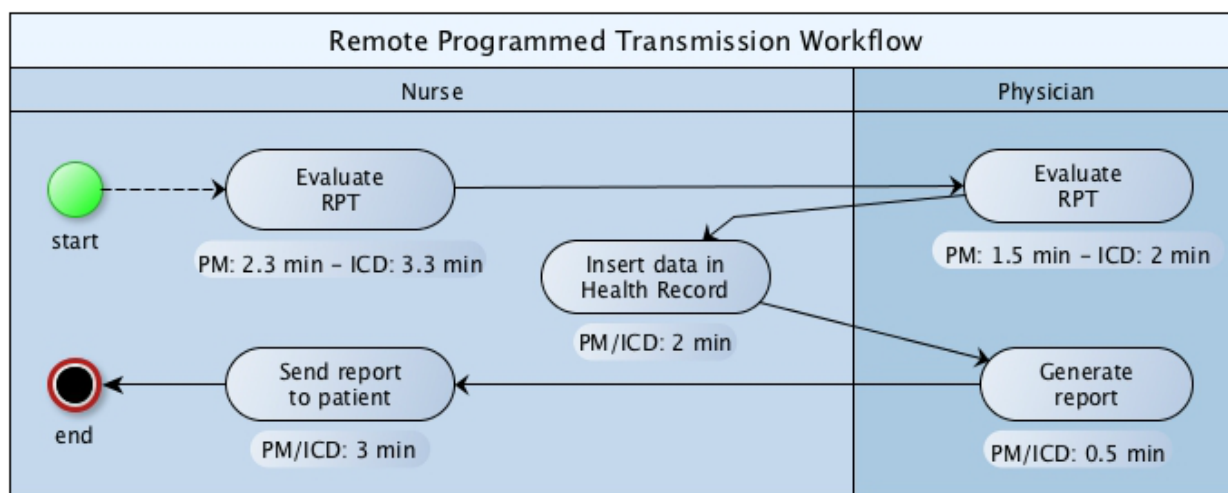 Remote Programmed Transmission Workflow
Nurse
Physician
start
Evaluate
RPT
PM: 2.3 min – ICD: 3.3 min
Evaluate
RPT
PM: 1.5 min – ICD: 2 min
Insert data in
Health Record
PM/ICD: 2 min
Generate
report
PM/ICD: 0.5 min
Send report
to patient
PM/ICD: 3 min
end